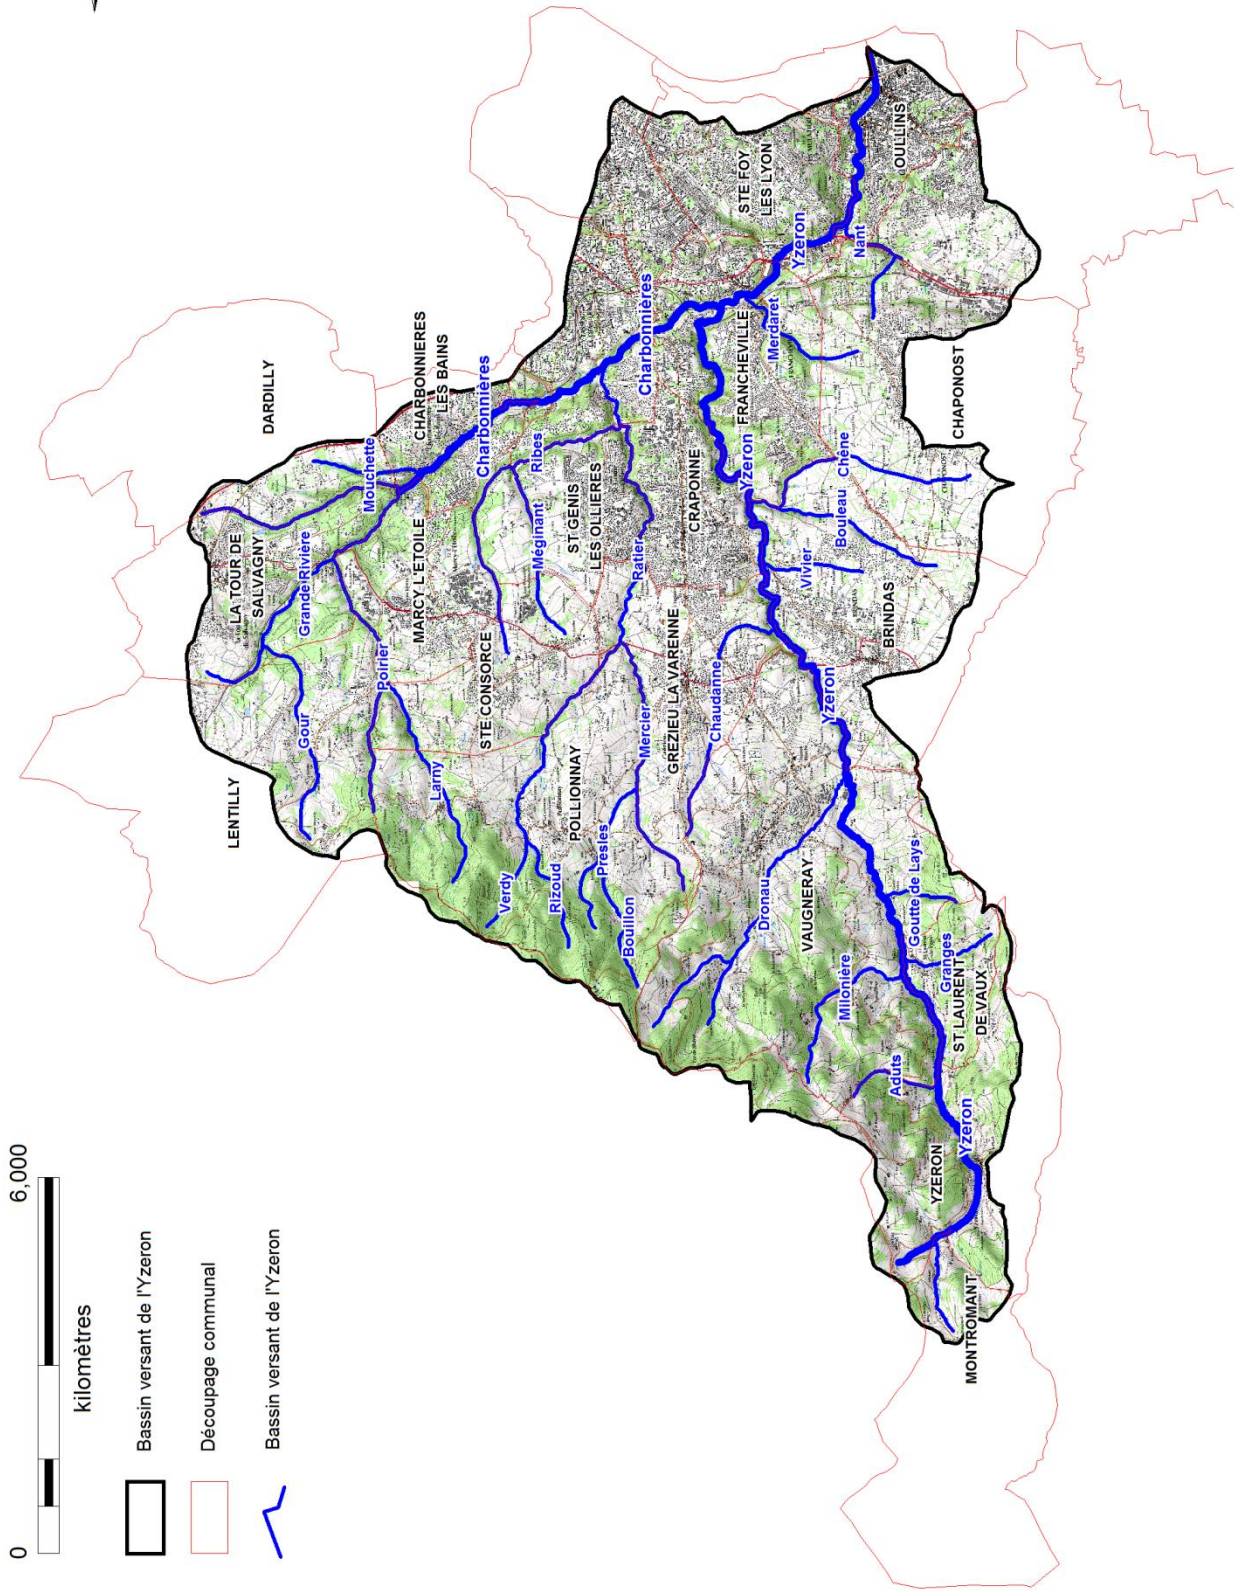 0
6,000
kilomètres
Bassin versant de l'Yzeron
Découpage communal
Bassin versant de l'Yzeron
LENTILLY
LA TOUR DE
SALVAGNY
DARDILLY
Gour
Grande Rivière
Mouchette
Poirier
MARCY L'ETOILE
CHARBONNIERES
LES BAINS
Larny
STE CONSORCE
Charbonnières
Verdy
Méginant
Ribes
Rizoud
POLLIONNAY
ST GENIS
LES OLLIERES
Presles
Bouillon
Mercier
Ratier
Charbonnières
GREZIEU LA VARENNE
CRAPONNE
Chaudanne
STE FOY
LES LYON
Dronau
FRANCHEVILLE
Yzeron
Yzeron
Merdaret
VAUGNERAY
Vivier
Yzeron
Bouleau
Chêne
Nant
OULLINS
Milonière
BRINDAS
Aduts
Goutte de Lays
Granges
ST LAURENT
DE VAUX
CHAPONOST
YZERON
Yzeron
MONTROMANT